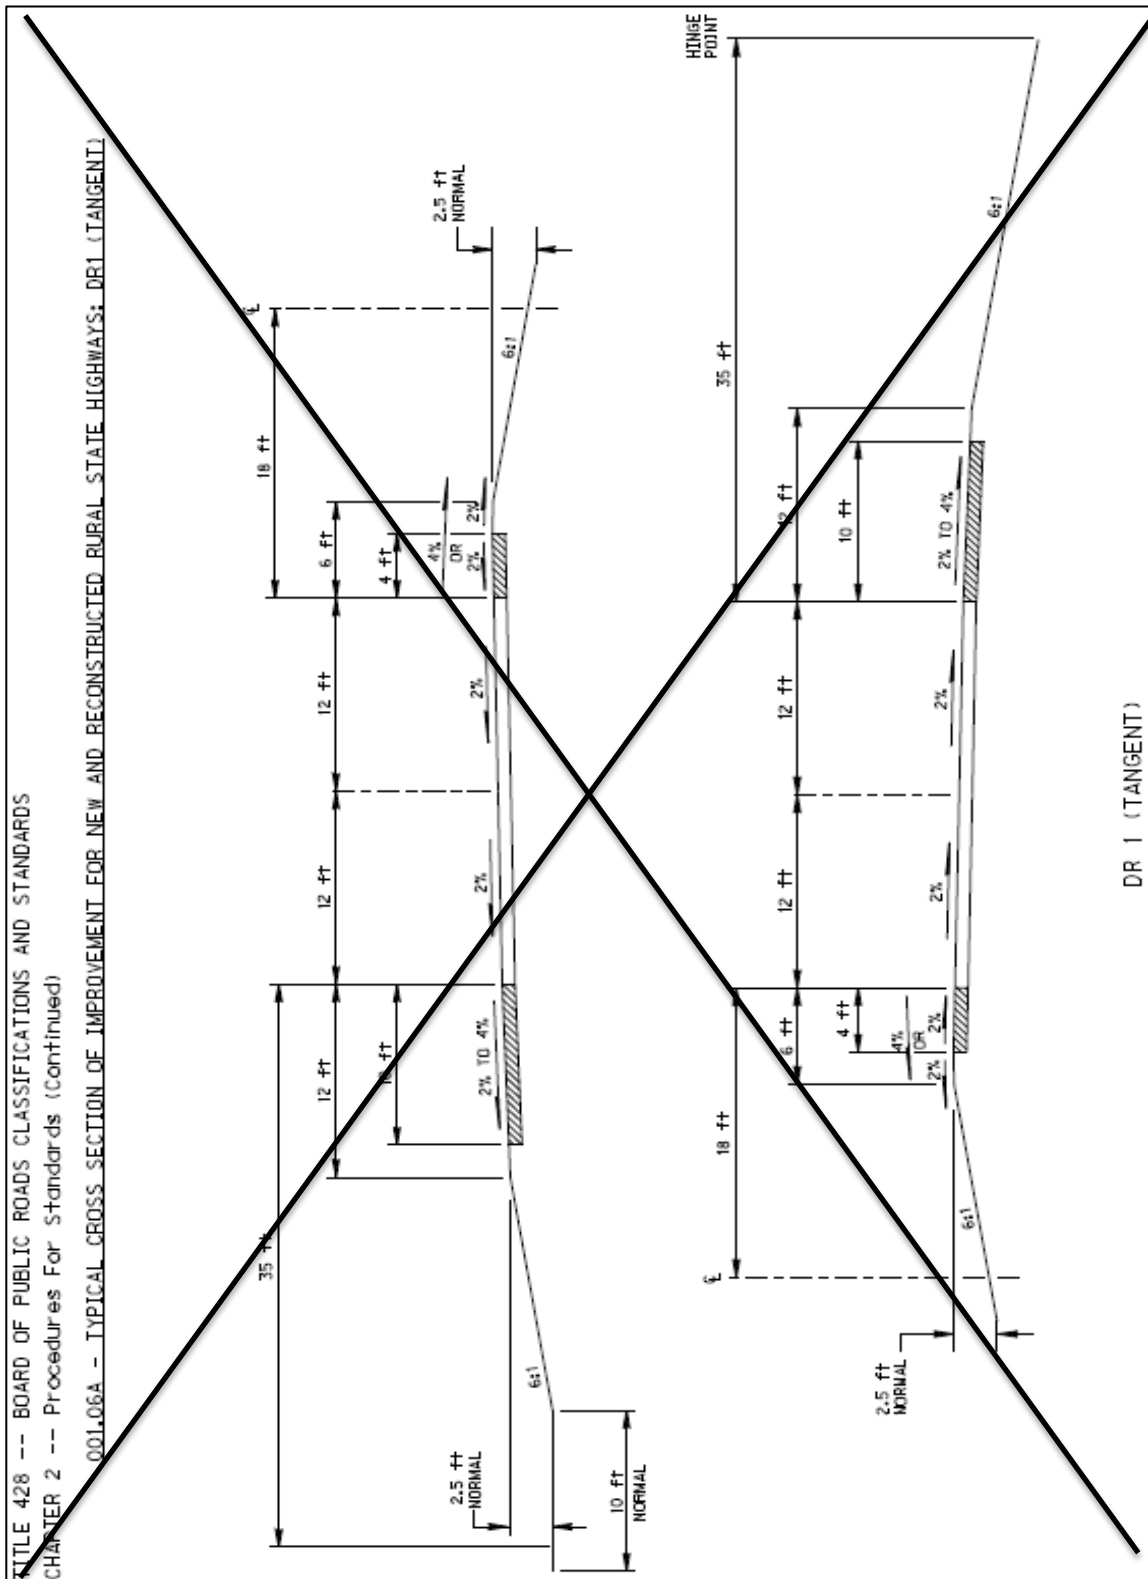 TITLE 428 -- BOARD OF PUBLIC ROADS CLASSIFICATIONS AND STANDARDS
CHAPTER 2 -- Procedures For Standards (Continued)
001.06A - TYPICAL CROSS SECTION OF IMPROVEMENT FOR NEW AND RECONSTRUCTED RURAL STATE HIGHWAYS: DR1 (TANGENT)
℄
18 ft
35 ft
12 ft
12 ft
12 ft
6 ft
10 ft
4 ft
2.5 ft
NORMAL
4%
OR
2% TO 4%
2%
2%
2%
2%
6:1
6:1
2.5 ft
NORMAL
10 ft
NORMAL
HINGE
POINT
℄
18 ft
35 ft
6 ft
12 ft
12 ft
12 ft
4 ft
10 ft
4%
OR
2%
2%
2%
2%
2% TO 4%
6:1
6:1
2.5 ft
NORMAL
DR 1 (TANGENT)